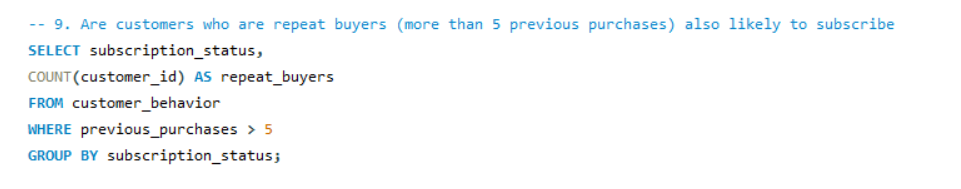 -- 9. Are customers who are repeat buyers (more than 5 previous purchases) also likely to subscribe
SELECT subscription_status,
COUNT(customer_id) AS repeat_buyers
FROM customer_behavior
WHERE previous_purchases > 5
GROUP BY subscription_status;